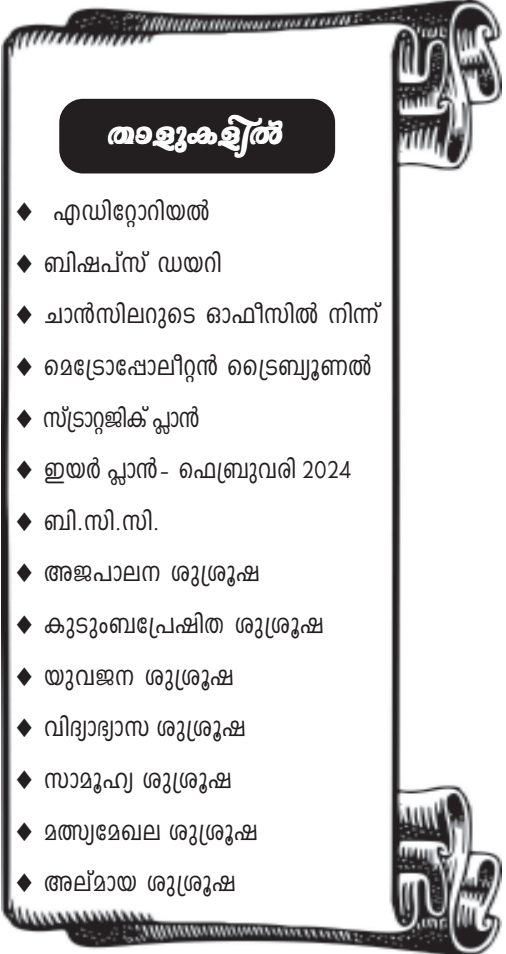 താളുകളിൽ
♦ എഡിറ്റോറിയൽ
♦ ബിഷപ്സ് ഡയറി
♦ ചാൻസിലറുടെ ഓഫീസിൽ നിന്ന്
♦ മെട്രോപ്പോലീറ്റൻ ട്രൈബ്യൂണൽ
♦ സ്ട്രാറ്റജിക് പ്ലാൻ
♦ ഇയർ പ്ലാൻ- ഫെബ്രുവരി 2024
♦ ബി.സി.സി.
♦ അജപാലന ശുശ്രൂഷ
♦ കുടുംബപ്രേഷിത ശുശ്രൂഷ
♦ യുവജന ശുശ്രൂഷ
♦ വിദ്യാഭ്യാസ ശുശ്രൂഷ
♦ സാമൂഹ്യ ശുശ്രൂഷ
♦ മത്സ്യമേഖല ശുശ്രൂഷ
♦ അല്മായ ശുശ്രൂഷ